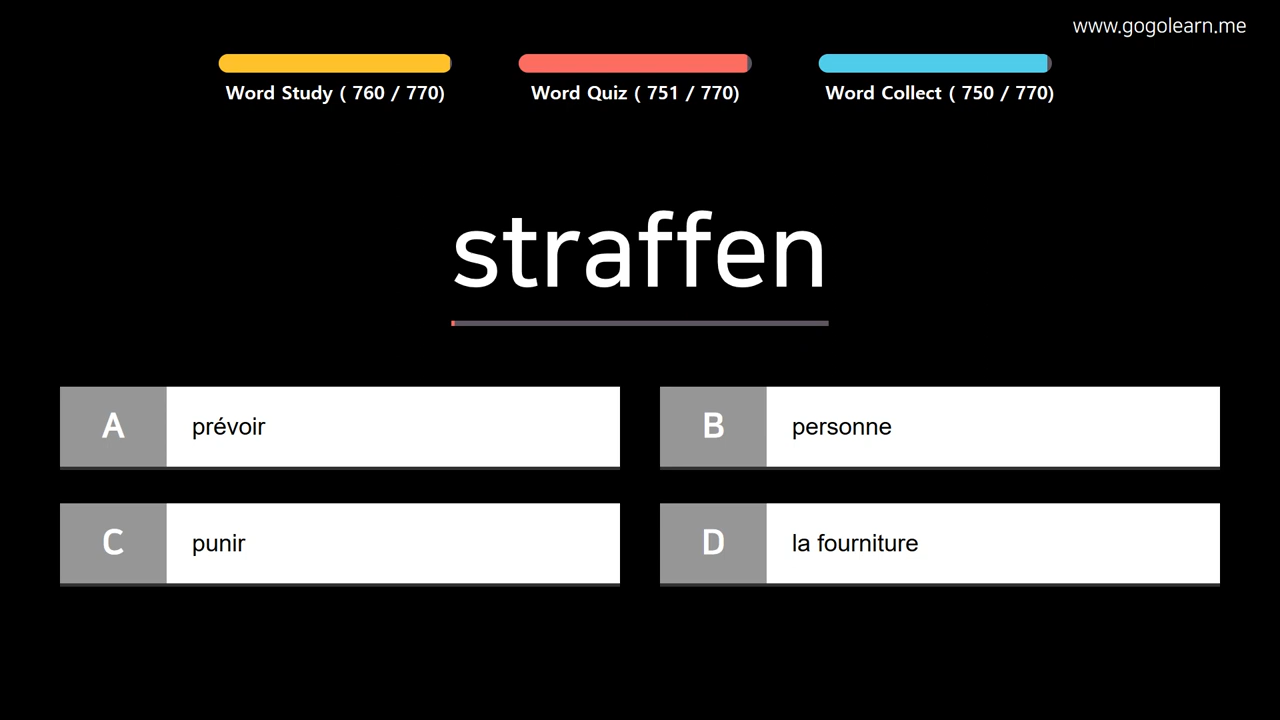 www.gogolearn.me
Word Study ( 760 / 770)
Word Quiz ( 751 / 770)
Word Collect ( 750 / 770)
straffen
A prévoir
B personne
C punir
D la fourniture